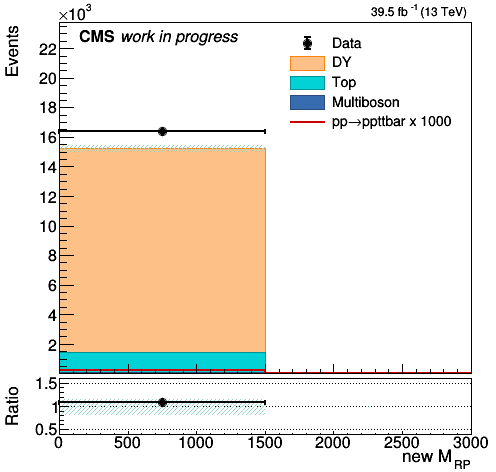 ×10³
39.5 fb⁻¹ (13 TeV)
Events
CMS work in progress
Data
DY
Top
Multiboson
pp→ppttbar x 1000
22
20
18
16
14
12
10
8
6
4
2
Ratio
1.5
1
0.5
0 500 1000 1500 2000 2500 3000
new M_RP